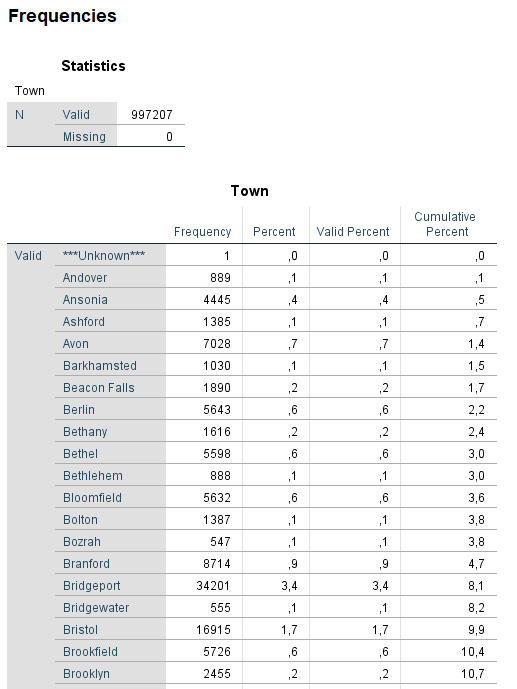 Frequencies
Statistics
Town
N Valid 997207
Missing 0
Town
Frequency Percent Valid Percent Cumulative Percent
Valid ***Unknown*** 1 ,0 ,0 ,0
Andover 889 ,1 ,1 ,1
Ansonia 4445 ,4 ,4 ,5
Ashford 1385 ,1 ,1 ,7
Avon 7028 ,7 ,7 1,4
Barkhamsted 1030 ,1 ,1 1,5
Beacon Falls 1890 ,2 ,2 1,7
Berlin 5643 ,6 ,6 2,2
Bethany 1616 ,2 ,2 2,4
Bethel 5598 ,6 ,6 3,0
Bethlehem 888 ,1 ,1 3,0
Bloomfield 5632 ,6 ,6 3,6
Bolton 1387 ,1 ,1 3,8
Bozrah 547 ,1 ,1 3,8
Branford 8714 ,9 ,9 4,7
Bridgeport 34201 3,4 3,4 8,1
Bridgewater 555 ,1 ,1 8,2
Bristol 16915 1,7 1,7 9,9
Brookfield 5726 ,6 ,6 10,4
Brooklyn 2455 ,2 ,2 10,7